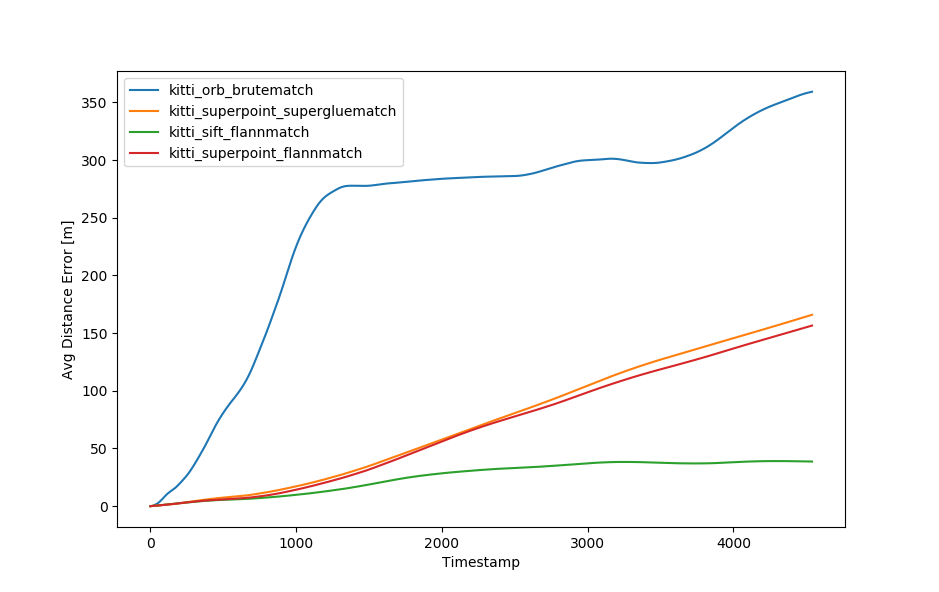 kitti_orb_brutematch
kitti_superpoint_supergluematch
kitti_sift_flannmatch
kitti_superpoint_flannmatch
350
300
250
200
150
100
50
0
Avg Distance Error [m]
0 1000 2000 3000 4000
Timestamp